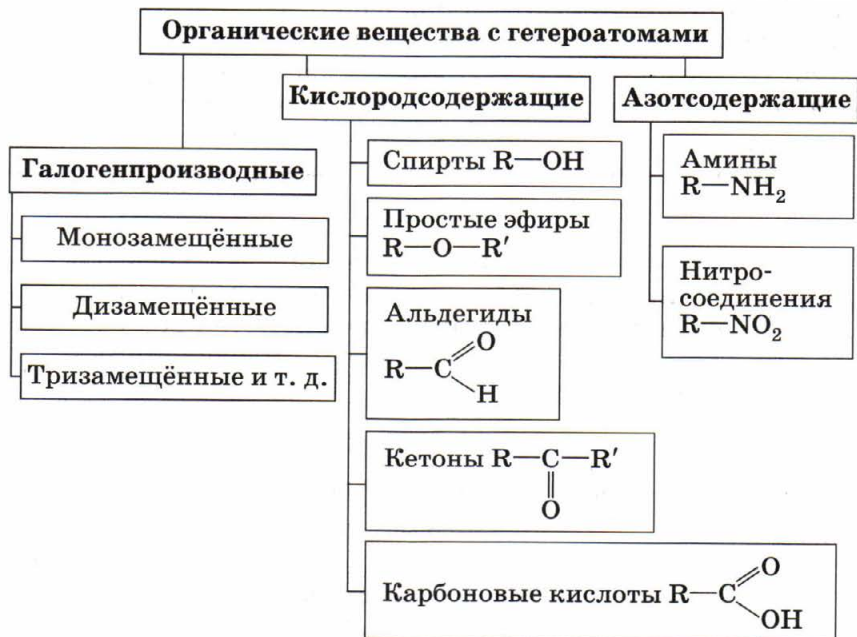 Органические вещества с гетероатомами
Галогенпроизводные
Монозамещённые
Дизамещённые
Тризамещённые и т. д.
Кислородсодержащие
Спирты R—OH
Простые эфиры
R—O—R′
Альдегиды
O
R—C
H
Кетоны R—C—R′
O
Карбоновые кислоты R—C
O
OH
Азотсодержащие
Амины
R—NH₂
Нитро-
соединения
R—NO₂